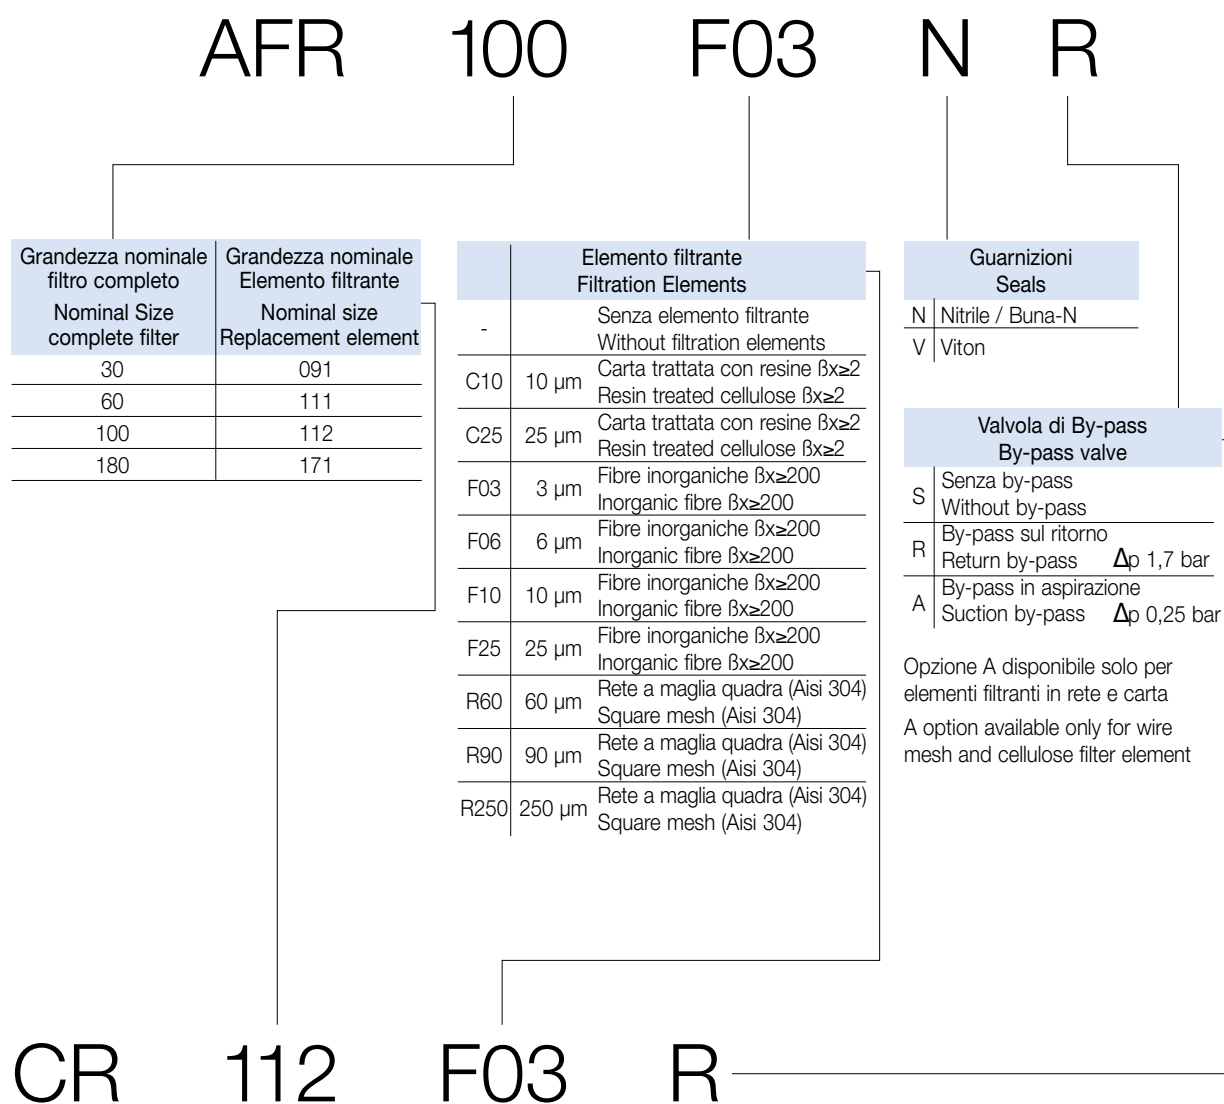 AFR 100 F03 N R
Grandezza nominale
filtro completo
Nominal Size
complete filter
Grandezza nominale
Elemento filtrante
Nominal size
Replacement element
30 091
60 111
100 112
180 171
Elemento filtrante
Filtration Elements
- Senza elemento filtrante
Without filtration elements
C10 10 µm Carta trattata con resine ßx≥2
Resin treated cellulose ßx≥2
C25 25 µm Carta trattata con resine ßx≥2
Resin treated cellulose ßx≥2
F03 3 µm Fibre inorganiche ßx≥200
Inorganic fibre ßx≥200
F06 6 µm Fibre inorganiche ßx≥200
Inorganic fibre ßx≥200
F10 10 µm Fibre inorganiche ßx≥200
Inorganic fibre ßx≥200
F25 25 µm Fibre inorganiche ßx≥200
Inorganic fibre ßx≥200
R60 60 µm Rete a maglia quadra (Aisi 304)
Square mesh (Aisi 304)
R90 90 µm Rete a maglia quadra (Aisi 304)
Square mesh (Aisi 304)
R250 250 µm Rete a maglia quadra (Aisi 304)
Square mesh (Aisi 304)
Guarnizioni
Seals
N Nitrile / Buna-N
V Viton
Valvola di By-pass
By-pass valve
S Senza by-pass
Without by-pass
R By-pass sul ritorno
Return by-pass Δp 1,7 bar
A By-pass in aspirazione
Suction by-pass Δp 0,25 bar
Opzione A disponibile solo per
elementi filtranti in rete e carta
A option available only for wire
mesh and cellulose filter element
CR 112 F03 R